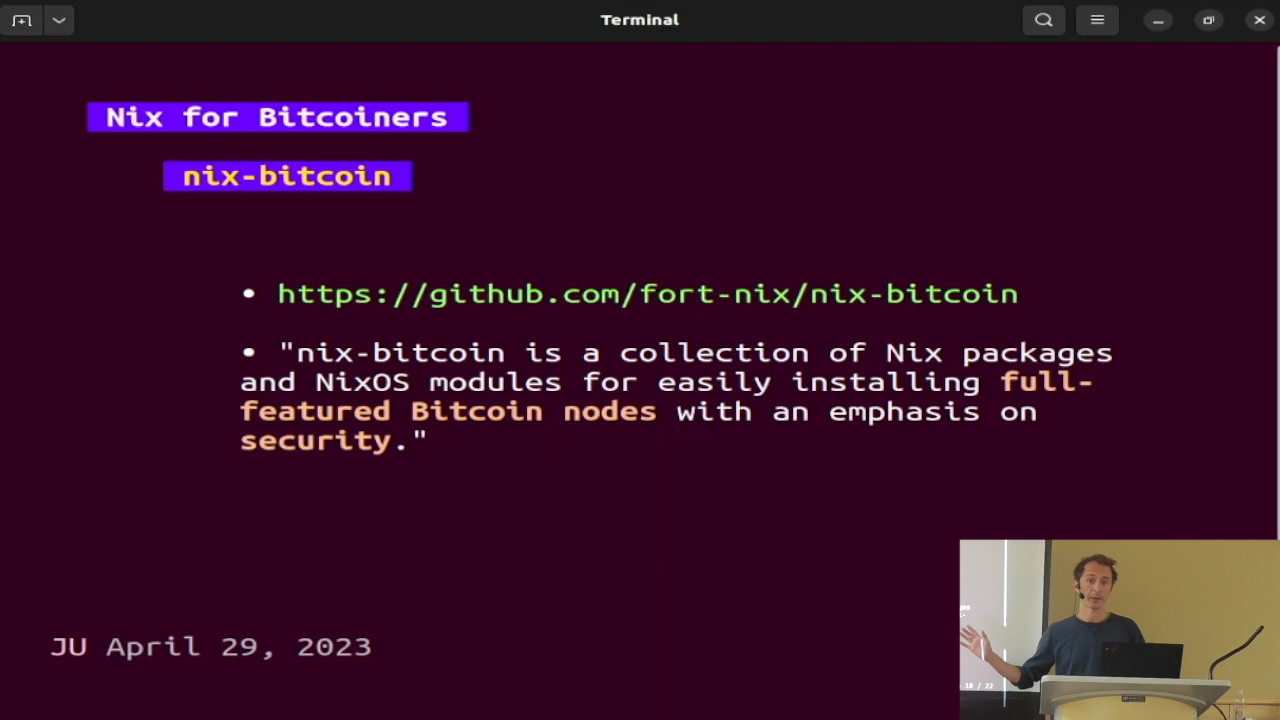 Terminal
Nix for Bitcoiners
nix-bitcoin
• https://github.com/fort-nix/nix-bitcoin
• "nix-bitcoin is a collection of Nix packages
and NixOS modules for easily installing full-
featured Bitcoin nodes with an emphasis on
security."
JU April 29, 2023
18 / 22